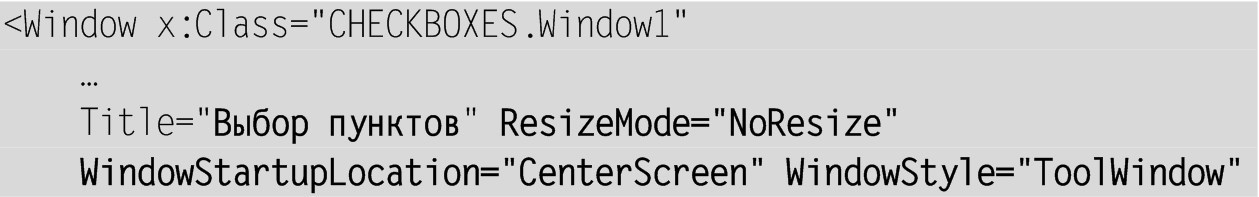 <Window x:Class="CHECKBOXES.Window1"
…
Title="Выбор пунктов" ResizeMode="NoResize"
WindowStartupLocation="CenterScreen" WindowStyle="ToolWindow"